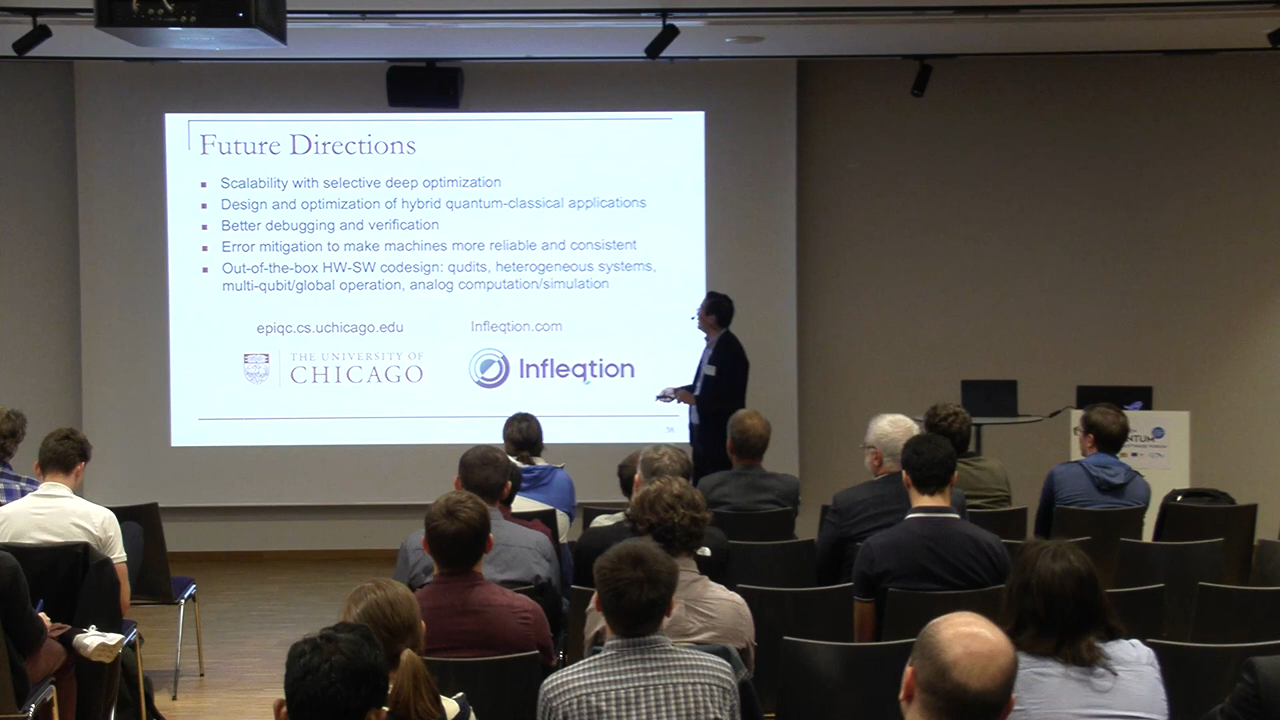 Future Directions
Scalability with selective deep optimization
Design and optimization of hybrid quantum-classical applications
Better debugging and verification
Error mitigation to make machines more reliable and consistent
Out-of-the-box HW-SW codesign: qudits, heterogeneous systems,
multi-qubit/global operation, analog computation/simulation
epiqc.cs.uchicago.edu
Infleqtion.com
THE UNIVERSITY OF
CHICAGO
Infleqtion